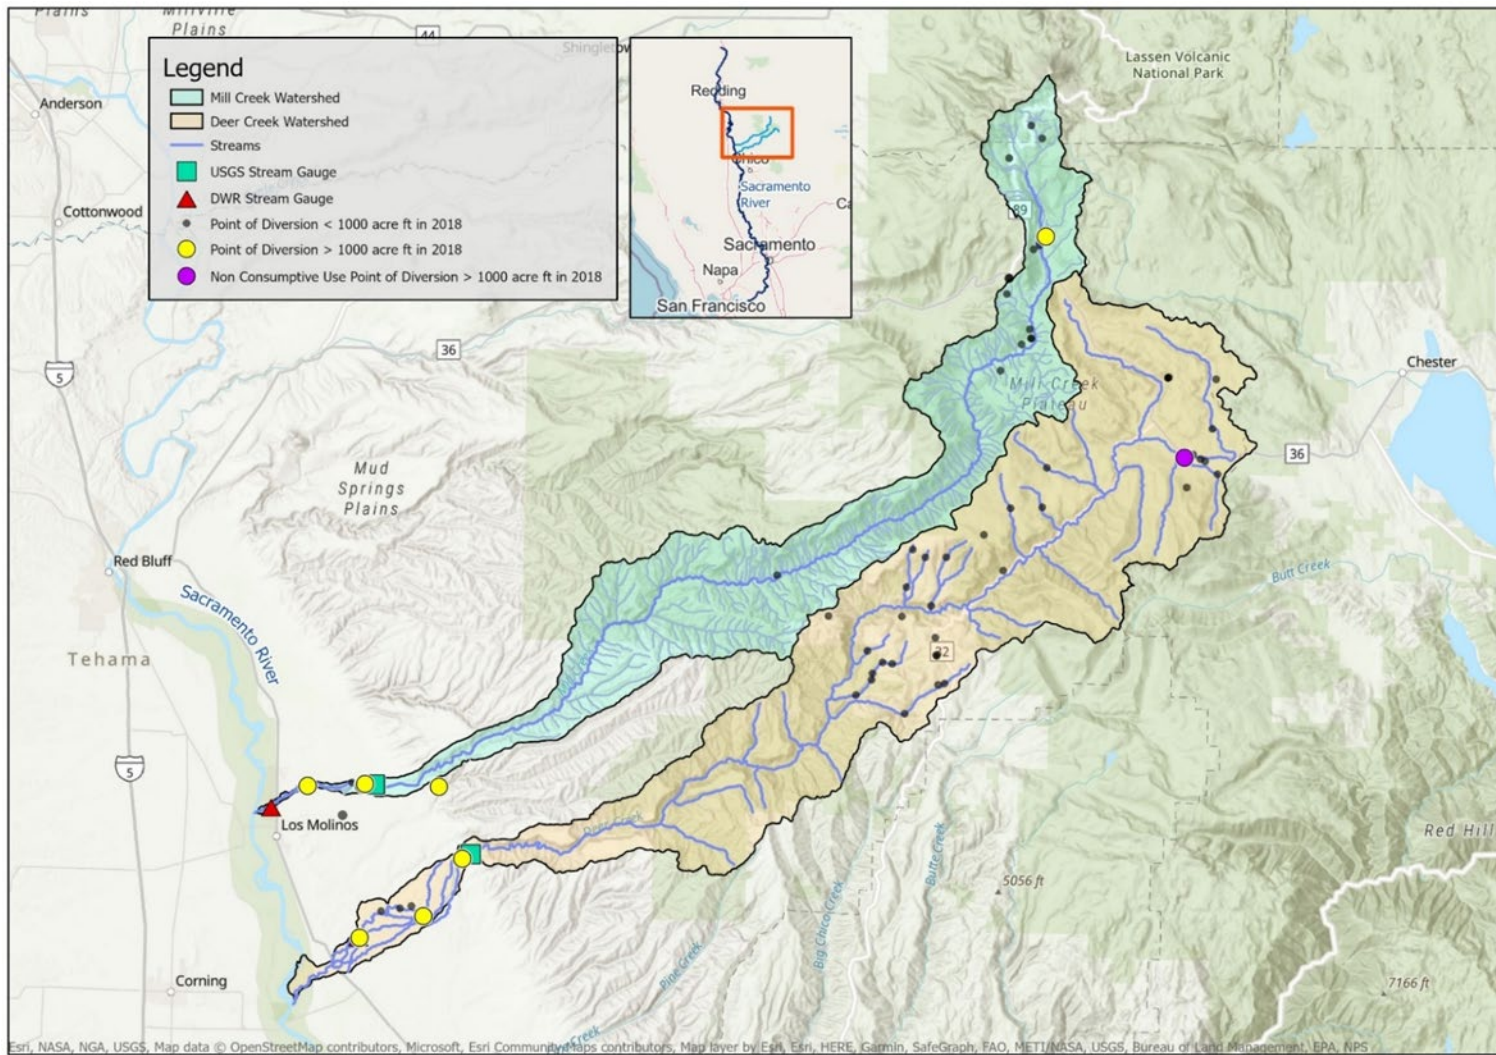 Plains
Millville
Plains
44
Lassen Volcanic
National Park
Legend
Mill Creek Watershed
Deer Creek Watershed
Streams
USGS Stream Gauge
DWR Stream Gauge
Point of Diversion < 1000 acre ft in 2018
Point of Diversion > 1000 acre ft in 2018
Non Consumptive Use Point of Diversion > 1000 acre ft in 2018
Redding
Chico
Sacramento
River
Ca
Sacramento
Napa
San Francisco
Anderson
Cottonwood
89
36
5
Chester
Mill Creek
Plateau
36
Mud
Springs
Plains
Red Bluff
Butt Creek
Sacramento River
Tehama
32
5
Los Molinos
Deer Creek
Red Hill
Butte Creek
5056 ft
Big Chico Creek
Pine Creek
Corning
7166 ft
Esri, NASA, NGA, USGS, Map data © OpenStreetMap contributors, Microsoft, Esri Community Maps contributors, Map layer by Esri, Esri, HERE, Garmin, SafeGraph, FAO, METI/NASA, USGS, Bureau of Land Management, EPA, NPS